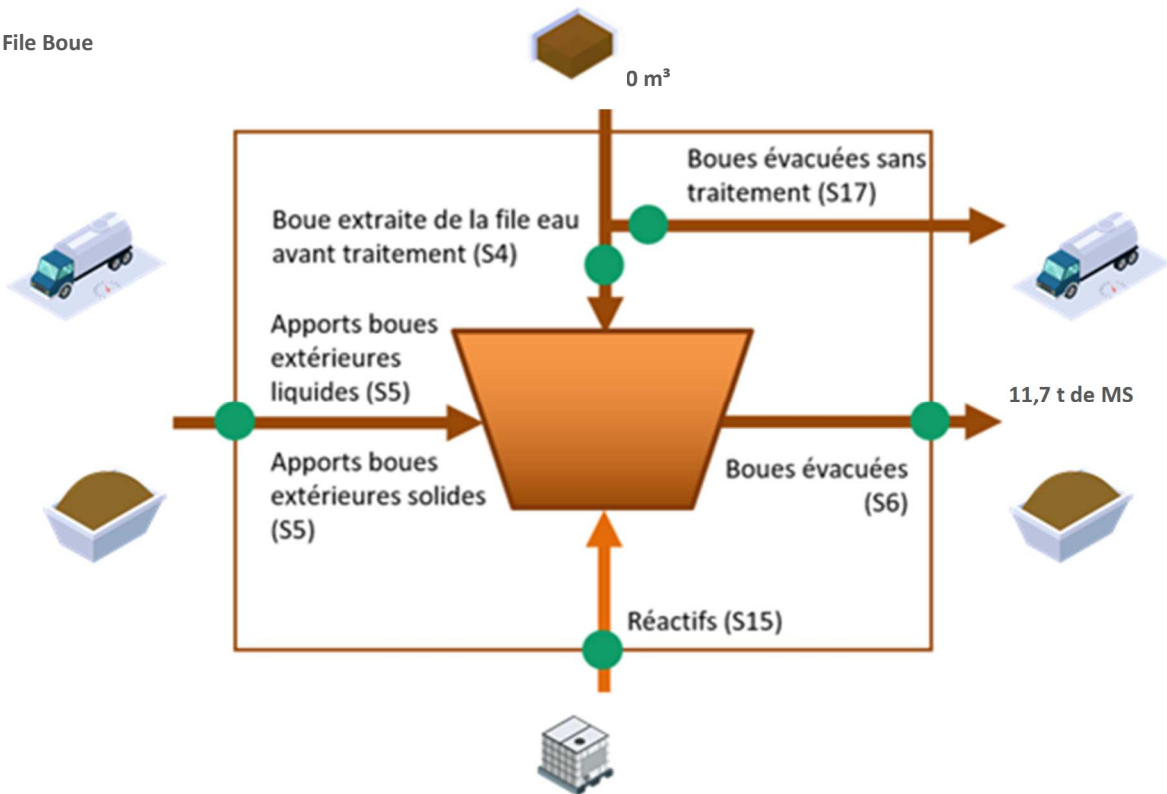 File Boue
0 m³
Boues évacuées sans
traitement (S17)
Boue extraite de la file eau
avant traitement (S4)
Apports boues
extérieures
liquides (S5)
11,7 t de MS
Apports boues
extérieures solides
(S5)
Boues évacuées
(S6)
Réactifs (S15)